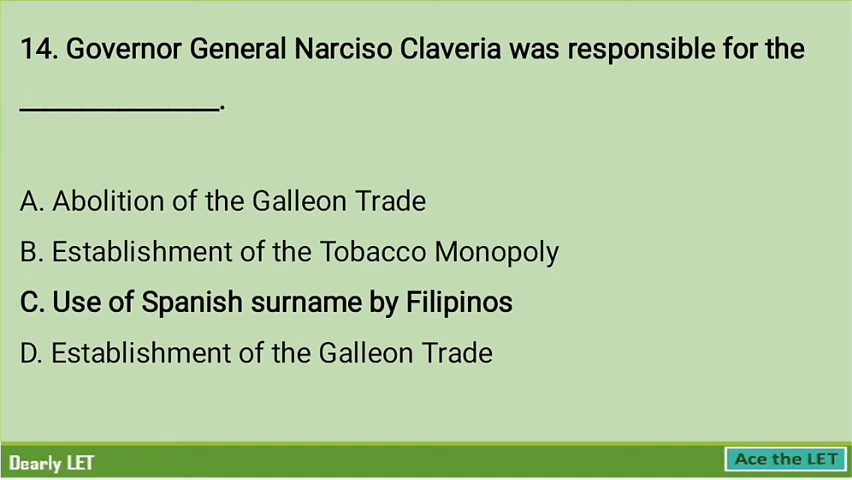 14. Governor General Narciso Claveria was responsible for the
______________.
A. Abolition of the Galleon Trade
B. Establishment of the Tobacco Monopoly
C. Use of Spanish surname by Filipinos
D. Establishment of the Galleon Trade
Dearly LET
Ace the LET